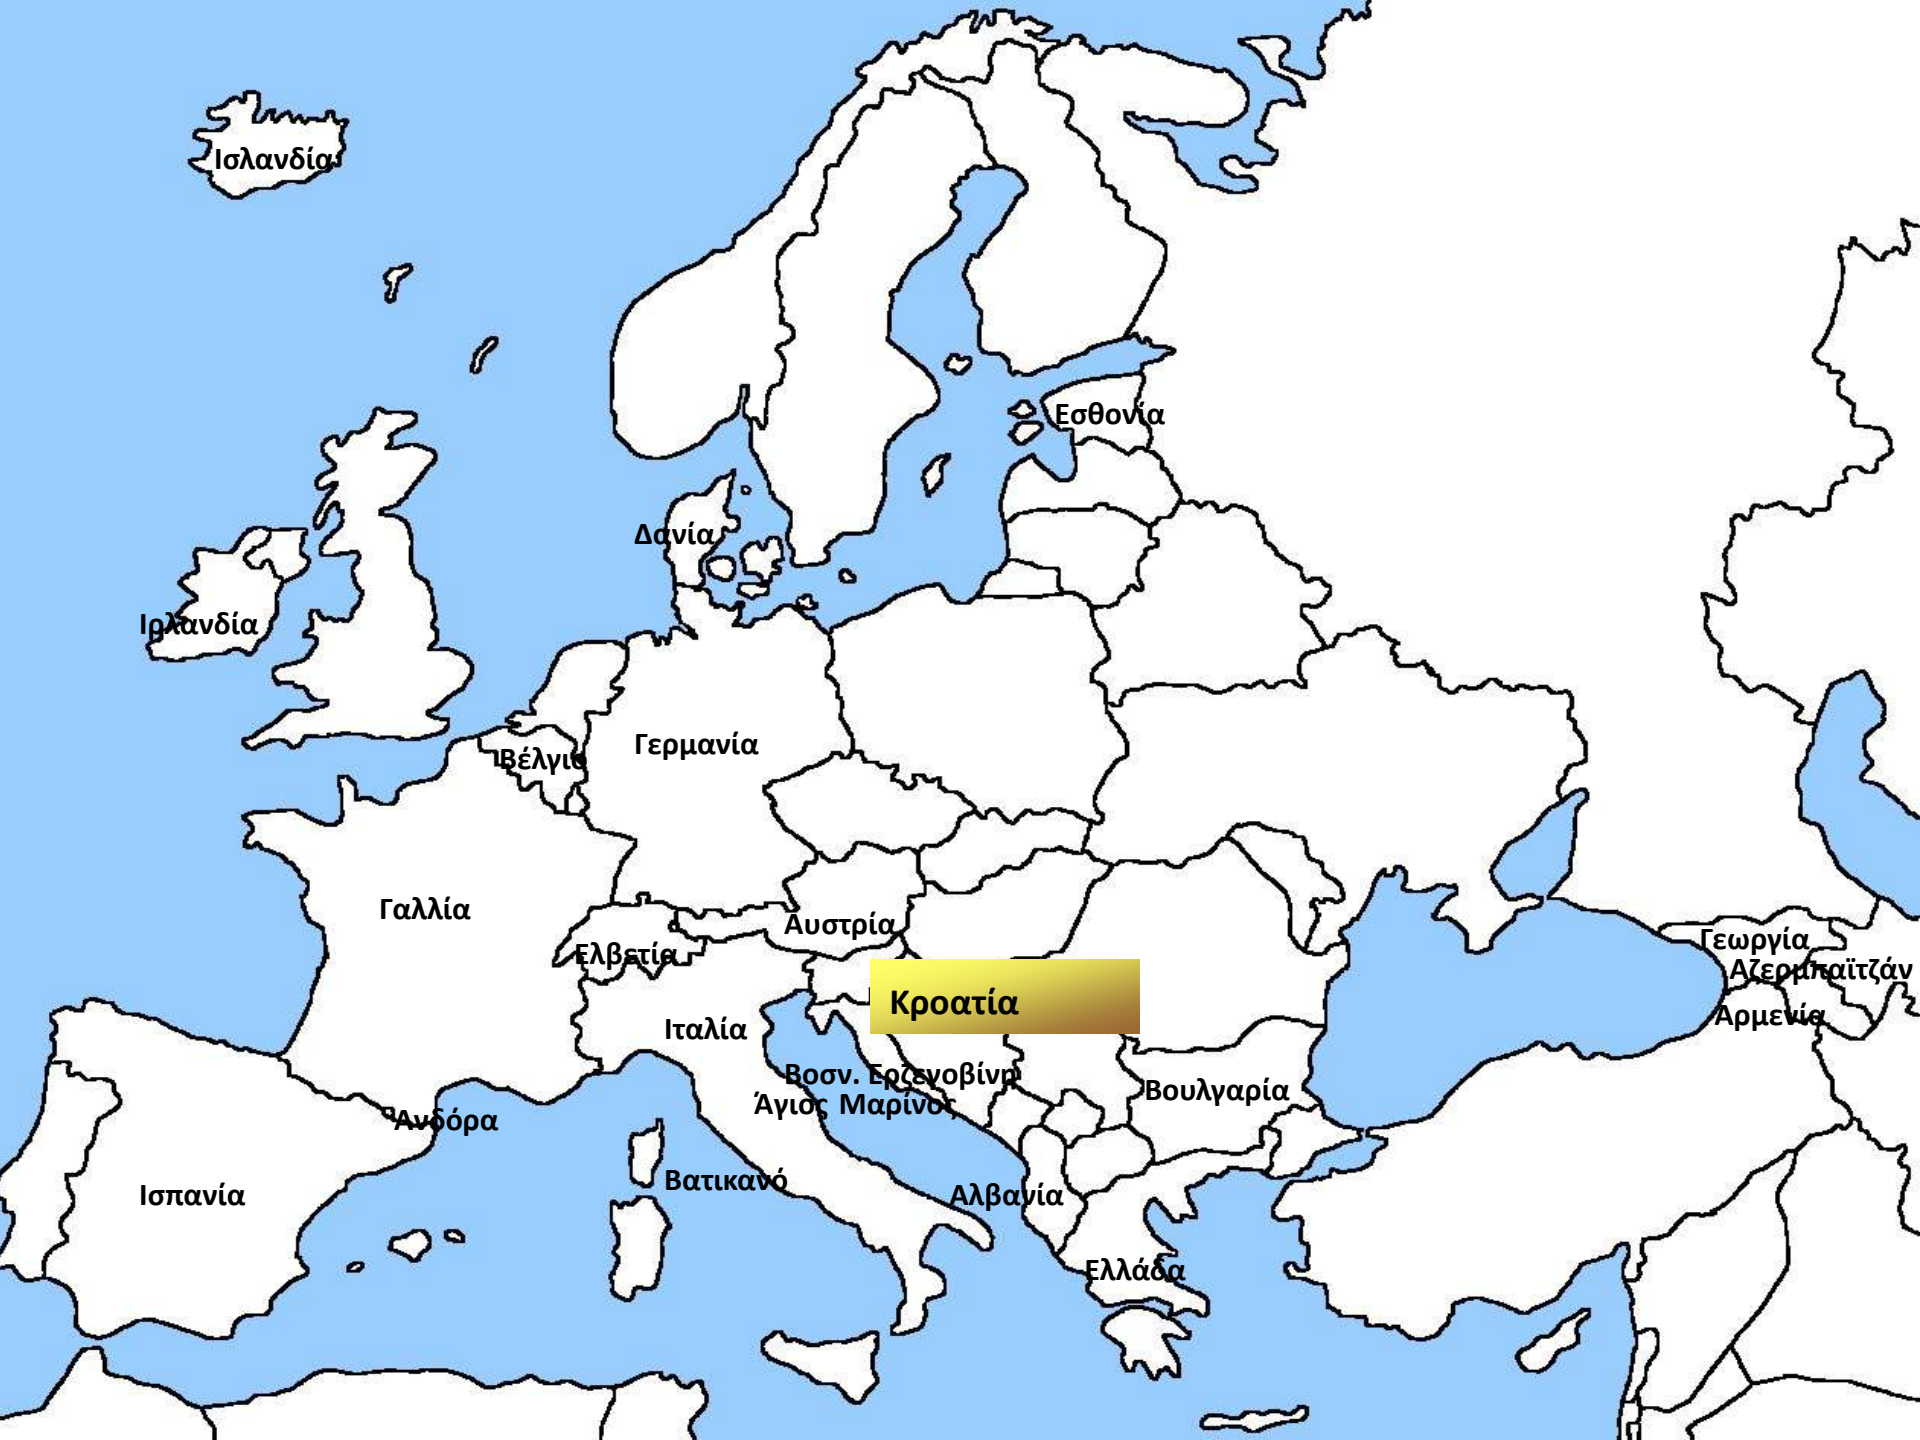 Ισλανδία
Εσθονία
Δανία
Ιρλανδία
Γερμανία
Βέλγιο
Γαλλία
Αυστρία
Ελβετία
Γεωργία
Αζερμπαϊτζάν
Κροατία
Αρμενία
Ιταλία
Βοσν. Ερζεγοβίνη
Βουλγαρία
Άγιος Μαρίνος
Ανδόρα
Βατικανό
Ισπανία
Αλβανία
Ελλάδα